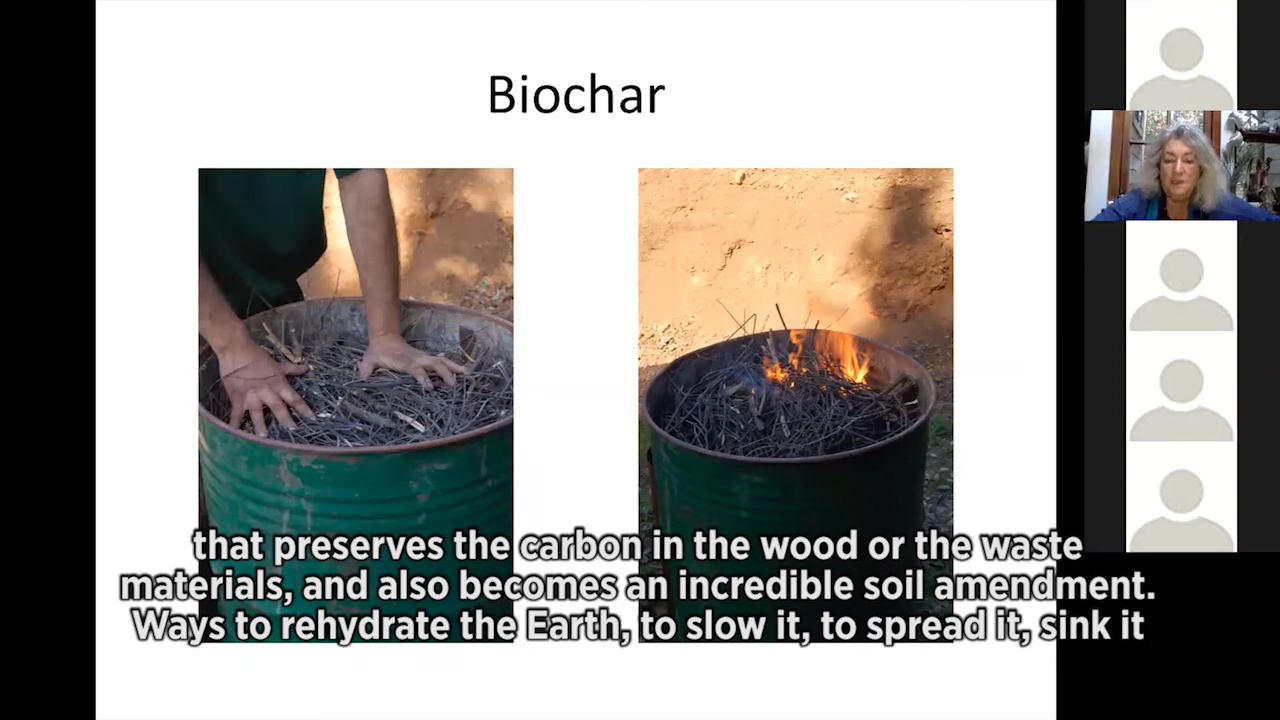 Biochar
that preserves the carbon in the wood or the waste
materials, and also becomes an incredible soil amendment.
Ways to rehydrate the Earth, to slow it, to spread it, sink it